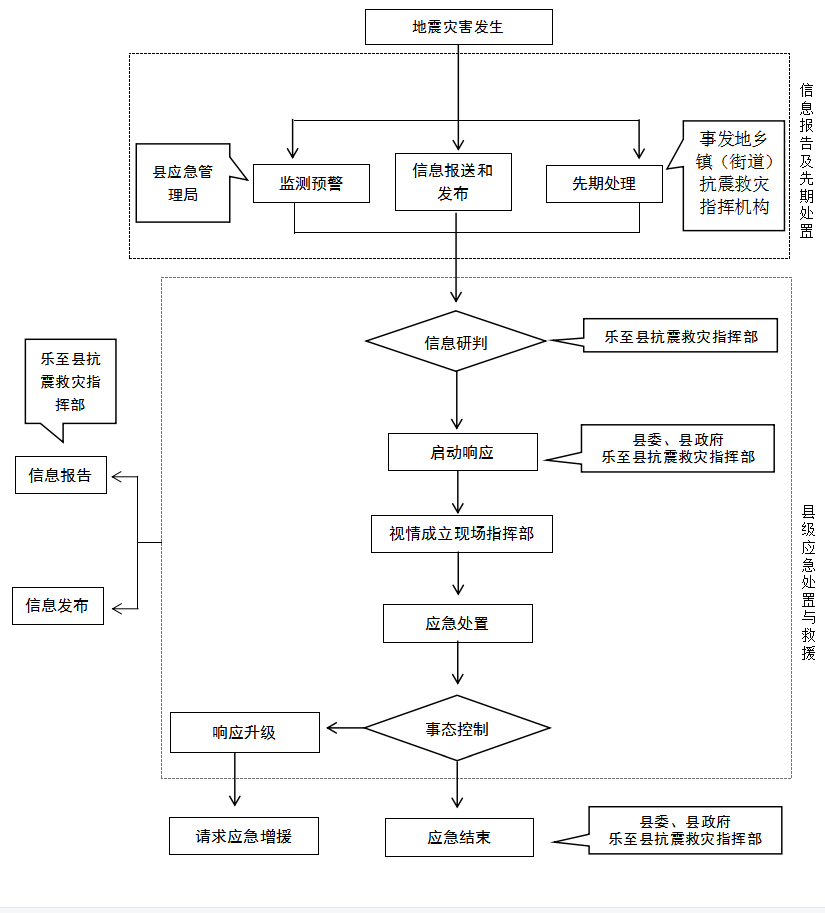 地震灾害发生
信息报告及先期处置
县应急管
理局
监测预警
信息报送和
发布
先期处理
事发地乡
镇（街道）
抗震救灾
指挥机构
信息研判
乐至县抗震救灾指挥部
乐至县抗
震救灾指
挥部
启动响应
县委、县政府
乐至县抗震救灾指挥部
信息报告
视情成立现场指挥部
县级应急处置与救援
信息发布
应急处置
事态控制
响应升级
请求应急增援
应急结束
县委、县政府
乐至县抗震救灾指挥部